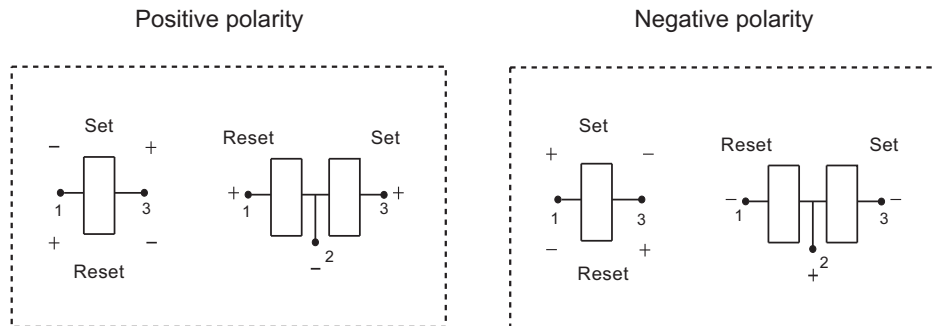 Positive polarity
Negative polarity
Set
− +
1 3
+ −
Reset
Reset Set
+ +
1 3
2
−
Set
+ −
1 3
− +
Reset
Reset Set
− −
1 3
2
+